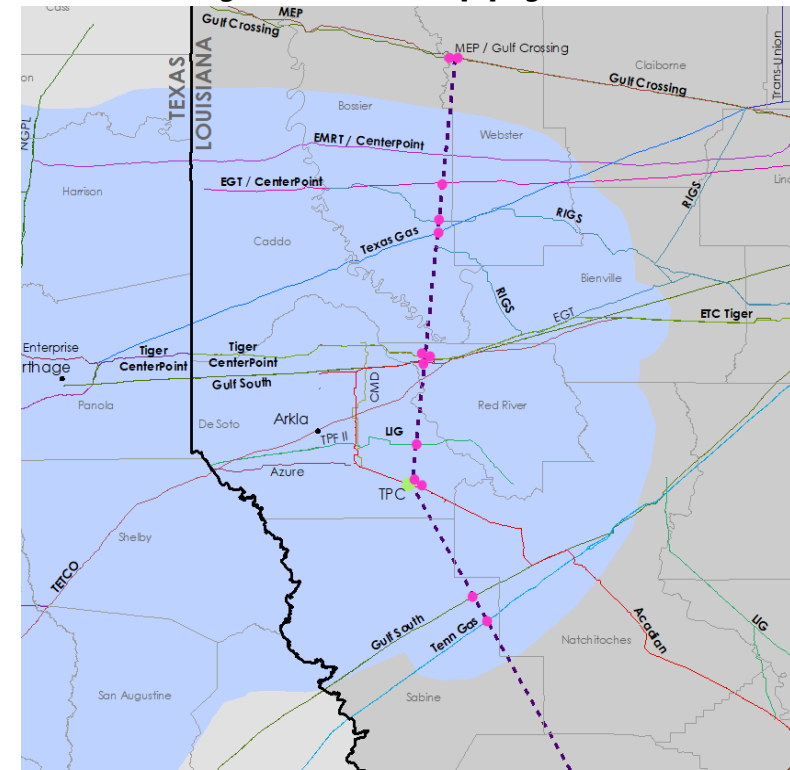 Cass
MEP
Gulf Crossing
MEP / Gulf Crossing
Claiborne
Gulf Crossing
Trans-Union
TEXAS
LOUISIANA
on
NGPL
Bossier
Webster
EMRT / CenterPoint
EGT / CenterPoint
Harrison
Linc
RIGS
RIGS
Caddo
Texas Gas
Bienville
RIGS
EGT
ETC Tiger
Enterprise
rthage
Tiger
CenterPoint
Tiger
CenterPoint
Gulf South
Panola
CMD
De Soto
Arkla
Red River
LIG
TPF II
Azure
TPC
Shelby
TETCO
Gulf South
Tenn Gas
Acadian
LIG
Natchitoches
San Augustine
Sabine